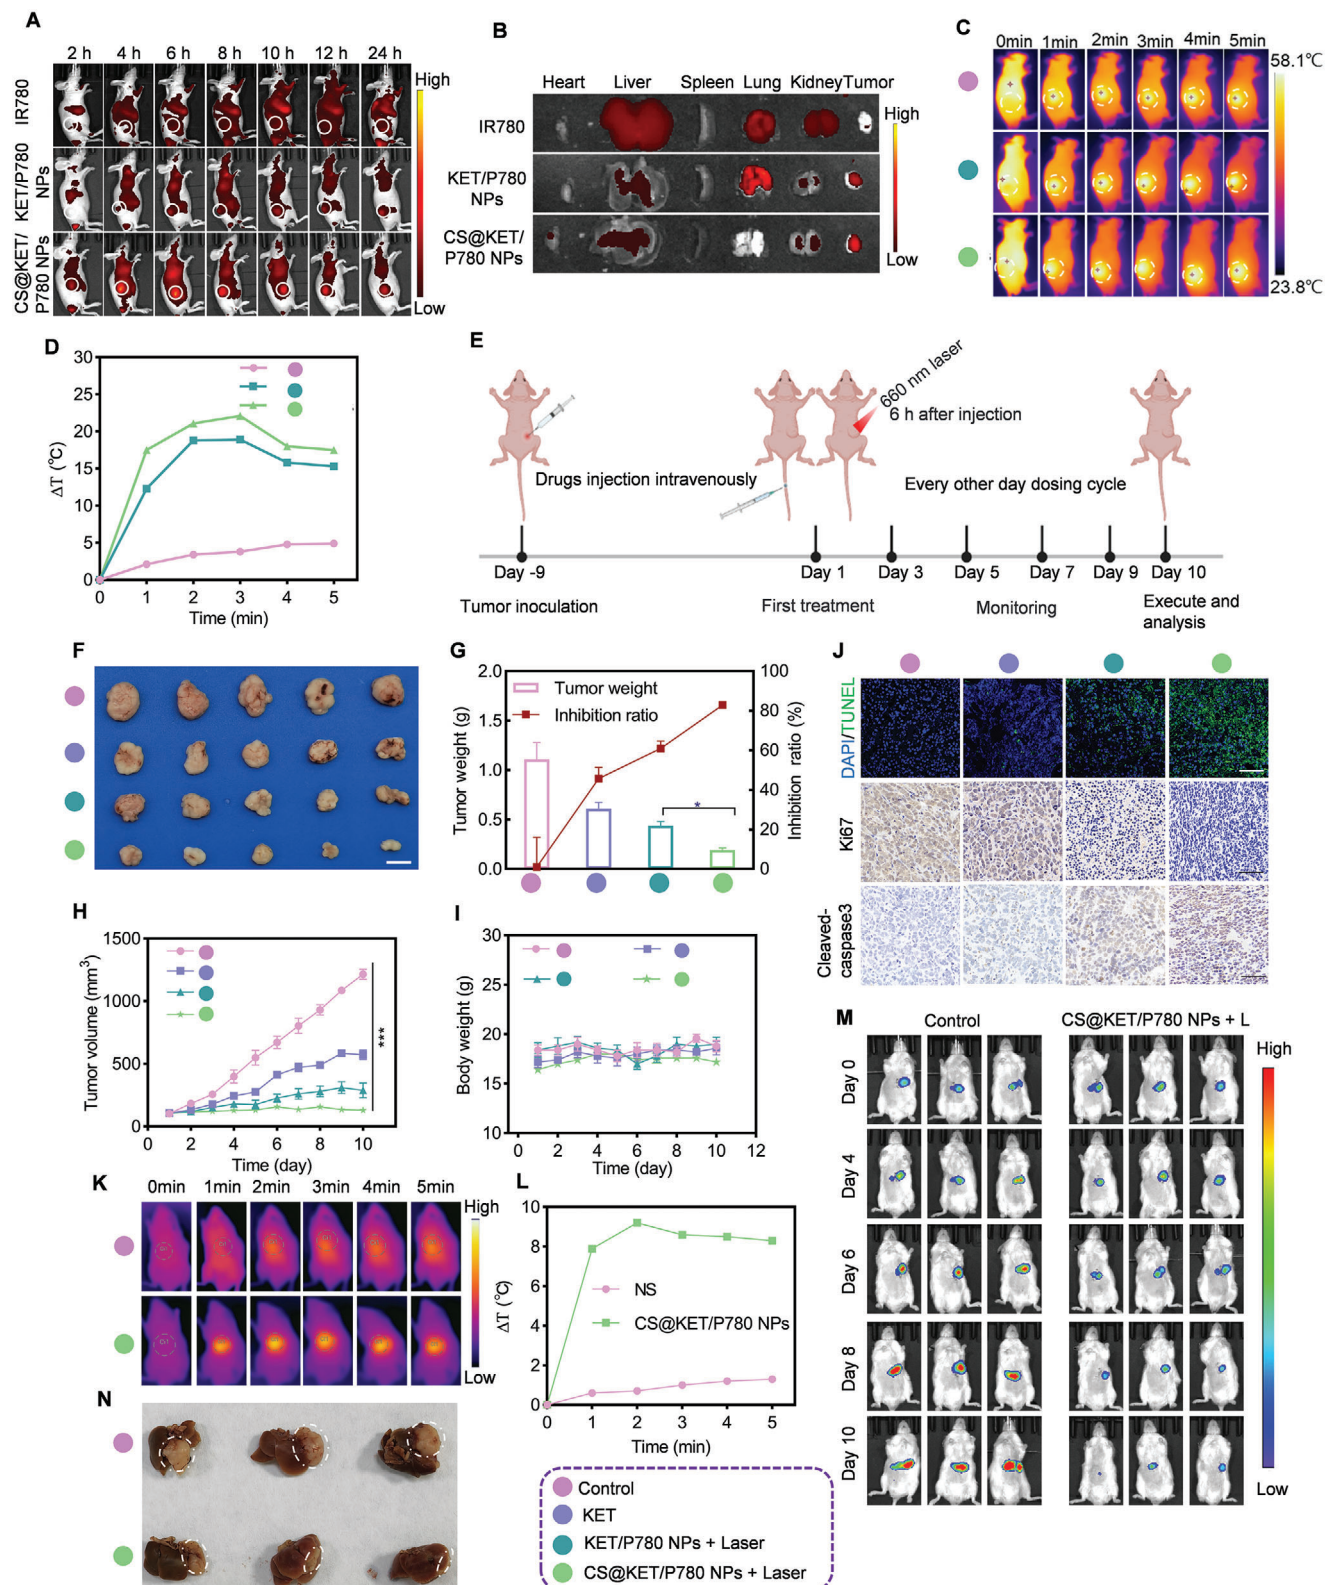 A
2 h 4 h 6 h 8 h 10 h 12 h 24 h
IR780
KET/P780 NPs
CS@KET/P780 NPs
High
Low
B
Heart Liver Spleen Lung Kidney Tumor
IR780
KET/P780
NPs
CS@KET/
P780 NPs
High
Low
C
0min 1min 2min 3min 4min 5min
58.1℃
23.8℃
D
30
25
20
15
10
5
0
ΔT (℃)
0 1 2 3 4 5
Time (min)
E
660 nm laser
6 h after injection
Drugs injection intravenously
Every other day dosing cycle
Day -9 Day 1 Day 3 Day 5 Day 7 Day 9 Day 10
Tumor inoculation First treatment Monitoring Execute and
analysis
F
G
2.0
1.5
1.0
0.5
0.0
Tumor weight (g)
Tumor weight
Inhibition ratio
*
100
80
60
40
20
0
Inhibition ratio (%)
J
DAPI/TUNEL
Ki67
Cleaved-
caspase3
H
1500
1000
500
0
Tumor volume (mm³)
***
0 2 4 6 8 10
Time (day)
I
30
25
20
15
10
Body weight (g)
0 2 4 6 8 10 12
Time (day)
K
0min 1min 2min 3min 4min 5min
High
Low
L
10
8
6
4
2
0
ΔT (℃)
NS
CS@KET/P780 NPs
0 1 2 3 4 5
Time (min)
M
Control CS@KET/P780 NPs + L
Day 0
Day 4
Day 6
Day 8
Day 10
High
Low
N
Control
KET
KET/P780 NPs + Laser
CS@KET/P780 NPs + Laser